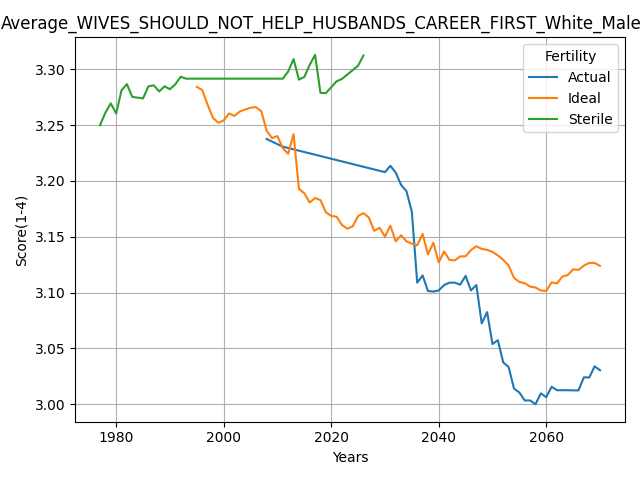 Average_WIVES_SHOULD_NOT_HELP_HUSBANDS_CAREER_FIRST_White_Male
Fertility
Actual
Ideal
Sterile
Score(1-4)
3.30
3.25
3.20
3.15
3.10
3.05
3.00
1980
2000
2020
2040
2060
Years